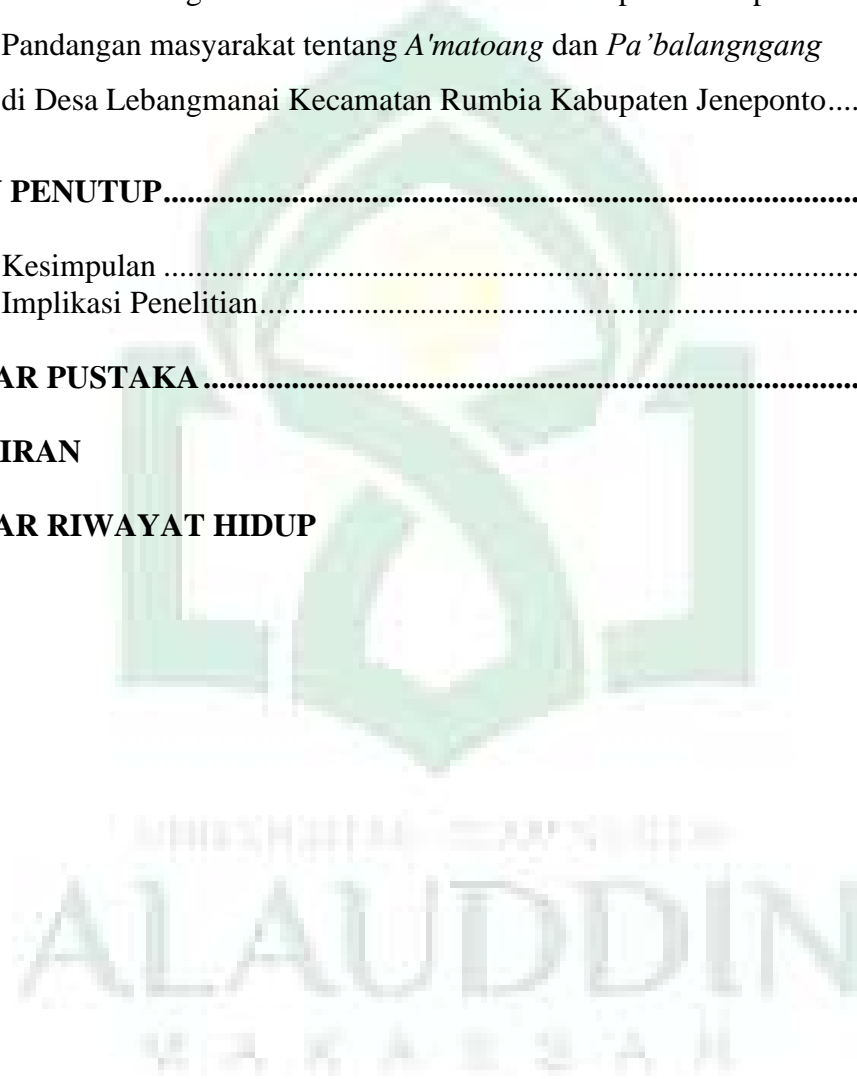 Pandangan masyarakat tentang A'matoang dan Pa’balangngang
di Desa Lebangmanai Kecamatan Rumbia Kabupaten Jeneponto....
PENUTUP..........................................................................................
Kesimpulan ..........................................................................................
Implikasi Penelitian...............................................................................
AR PUSTAKA....................................................................................
IRAN
AR RIWAYAT HIDUP
ALAUDDIN
MAKASSAR